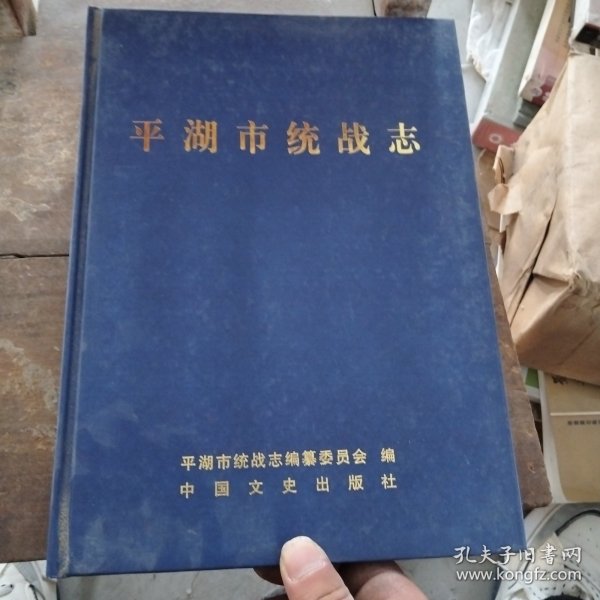 平湖市统战志
平湖市统战志编纂委员会 编
中国文史出版社
孔夫子旧书网
www.kongfz.com